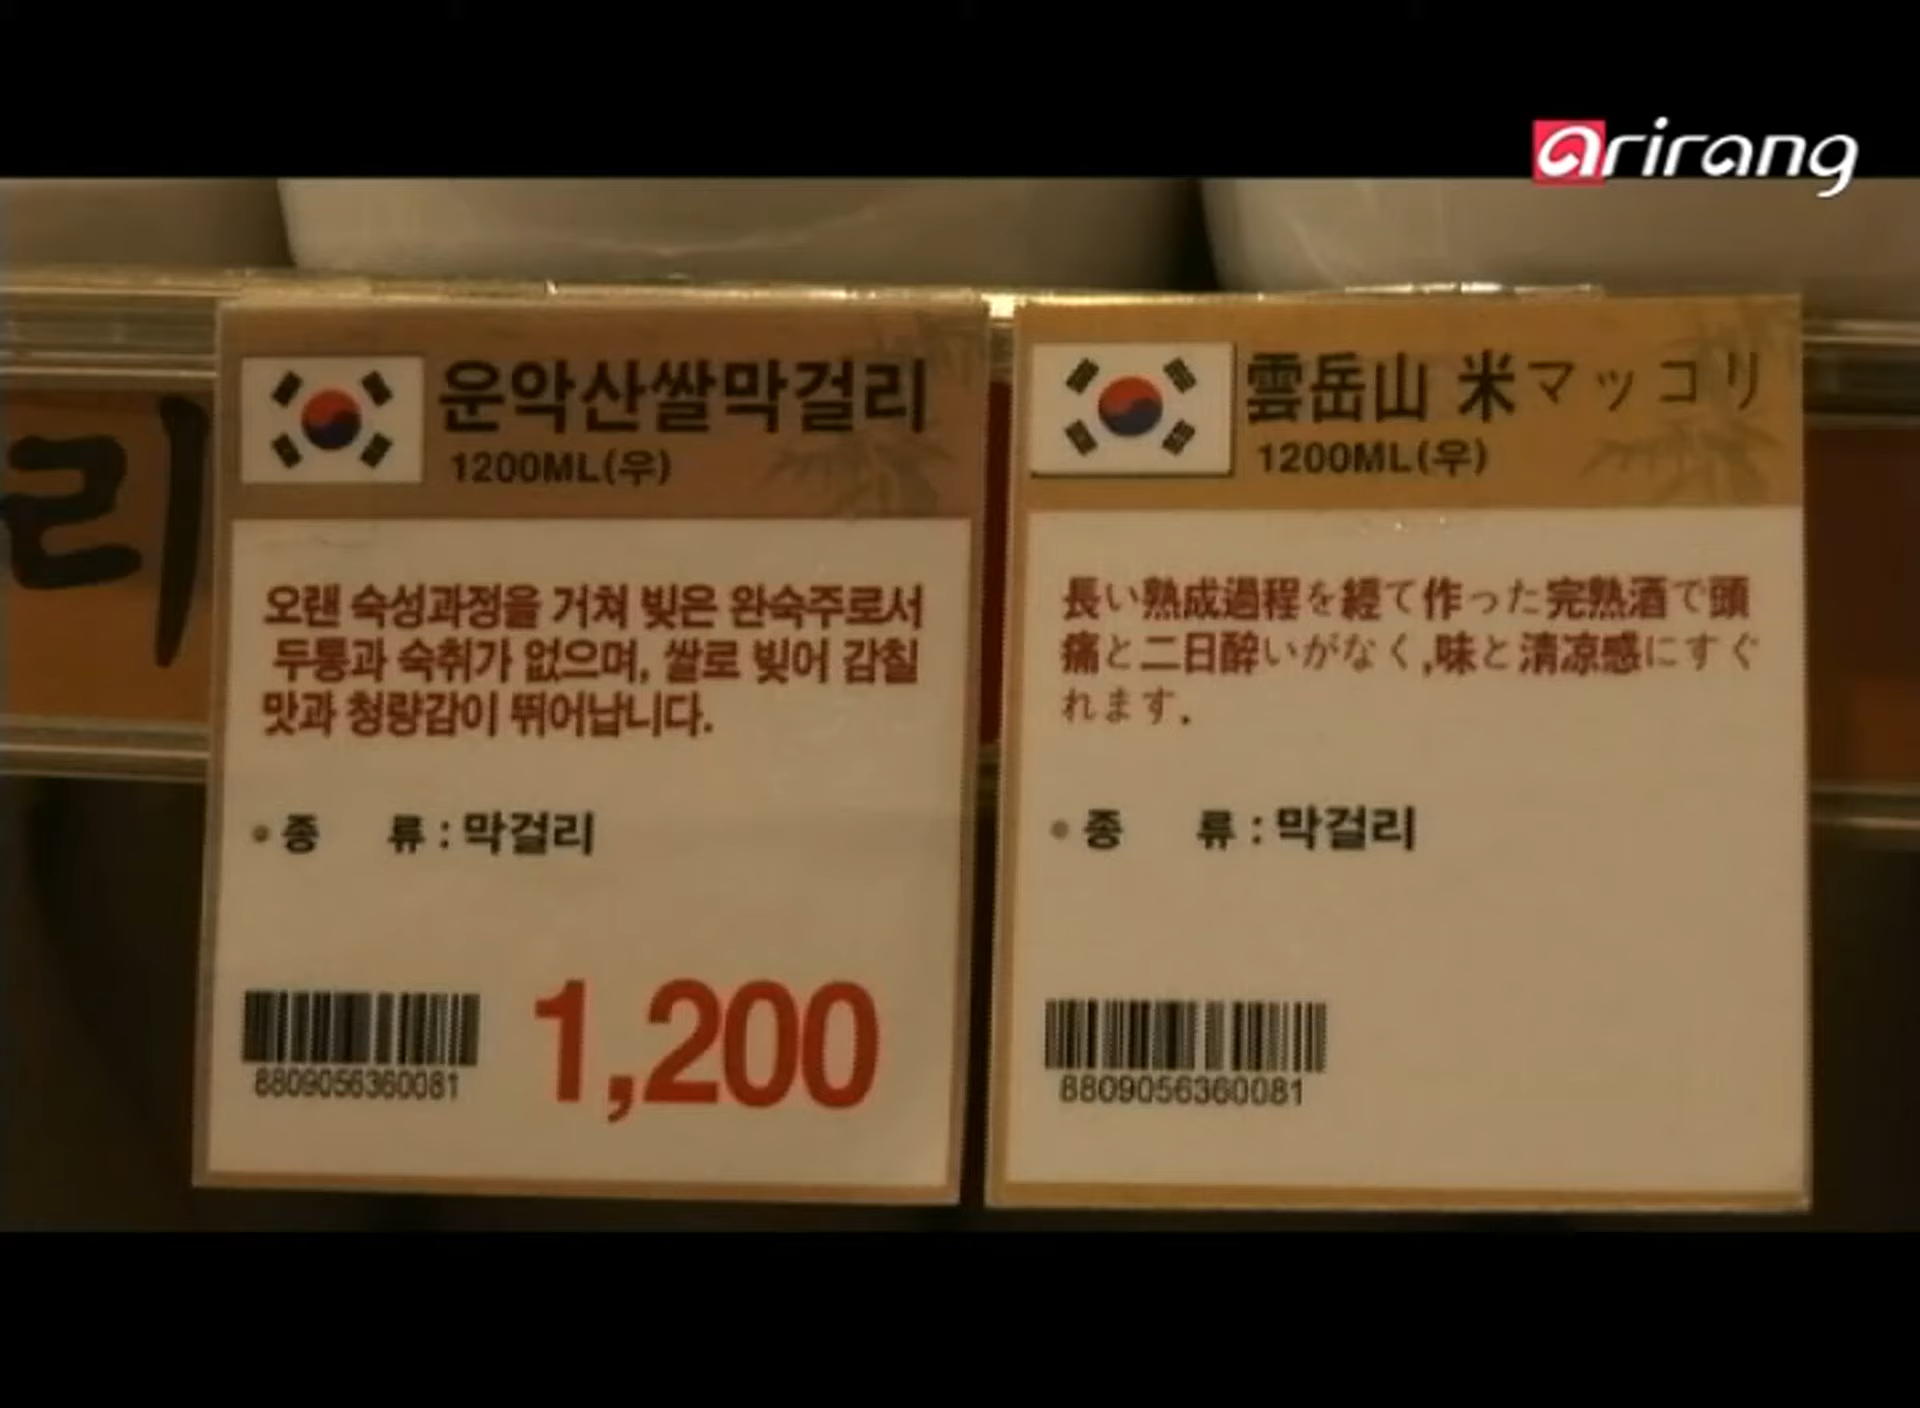 arirang
리
운악산쌀막걸리
1200ML(우)
오랜 숙성과정을 거쳐 빚은 완숙주로서
두통과 숙취가 없으며, 쌀로 빚어 감칠
맛과 청량감이 뛰어납니다.
• 종 류 : 막걸리
8809056360081
1,200
雲岳山 米マッコリ
1200ML(우)
長い熟成過程を經て作った完熟酒で頭
痛と二日醉いがなく,味と清凉感にすぐ
れます.
• 종 류 : 막걸리
8809056360081